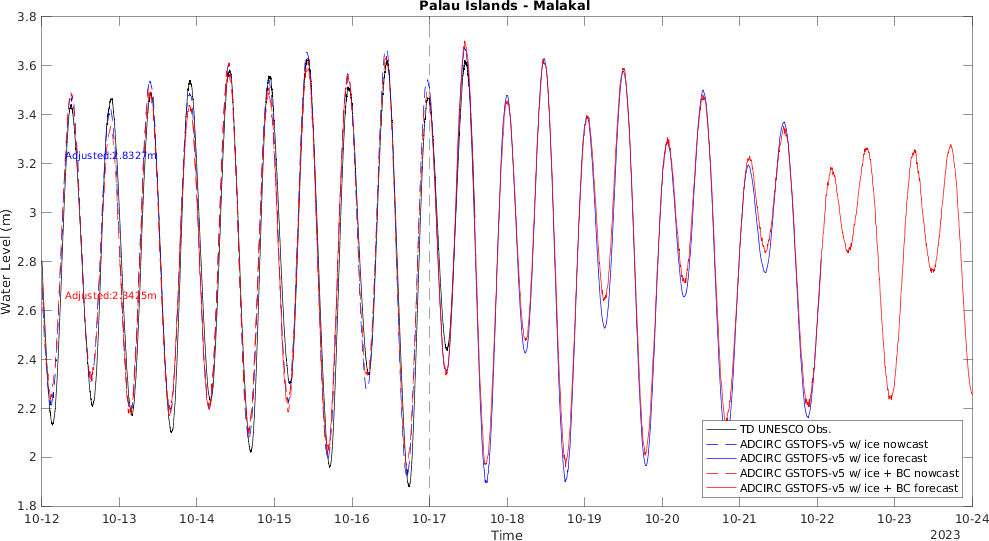 Palau Islands - Malakal
3.8
3.6
3.4
3.2
3
2.8
2.6
2.4
2.2
2
1.8
Water Level (m)
Adjusted:2.8327m
Adjusted:2.8425m
TD UNESCO Obs.
ADCIRC GSTOFS-v5 w/ ice nowcast
ADCIRC GSTOFS-v5 w/ ice forecast
ADCIRC GSTOFS-v5 w/ ice + BC nowcast
ADCIRC GSTOFS-v5 w/ ice + BC forecast
10-12 10-13 10-14 10-15 10-16 10-17 10-18 10-19 10-20 10-21 10-22 10-23 10-24
Time
2023